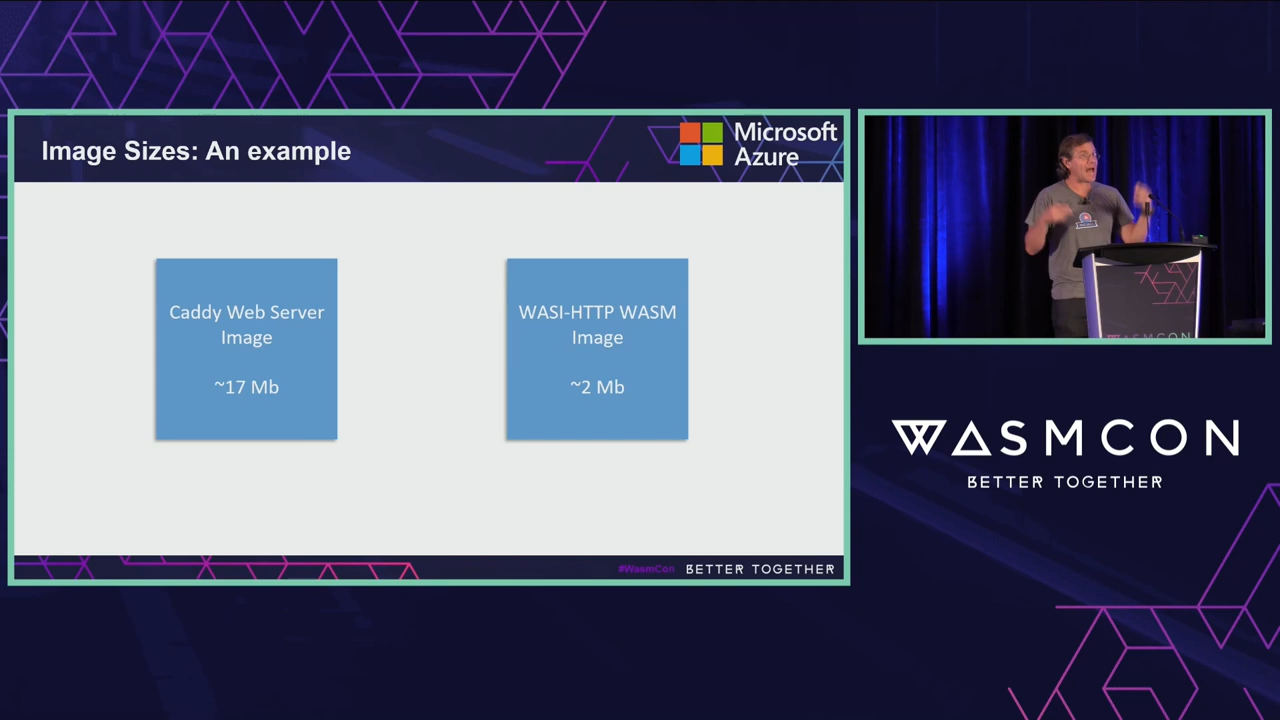 Image Sizes: An example
Microsoft
Azure
Caddy Web Server
Image
~17 Mb
WASI-HTTP WASM
Image
~2 Mb
#WasmCon
BETTER TOGETHER
WASMCON
BETTER TOGETHER